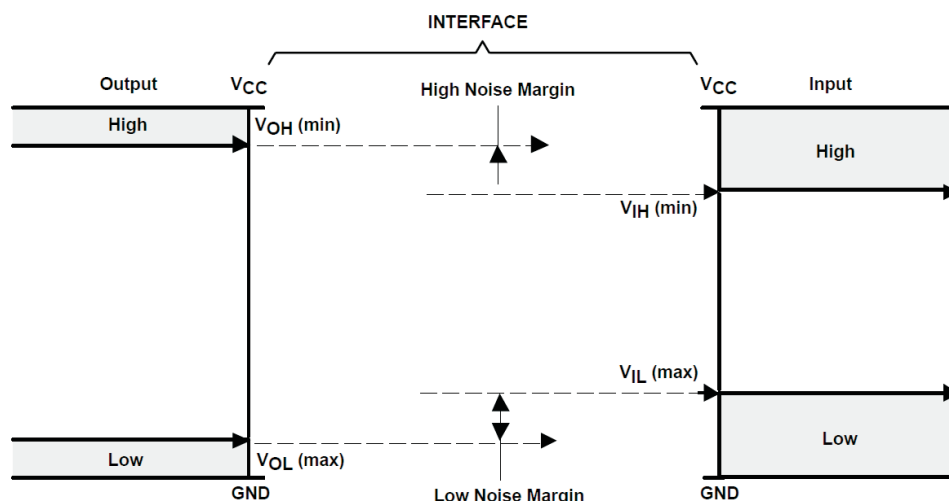 INTERFACE
Output
VCC
High Noise Margin
VCC
Input
High
VOH (min)
High
VIH (min)
VIL (max)
Low
VOL (max)
Low
GND
Low Noise Margin
GND